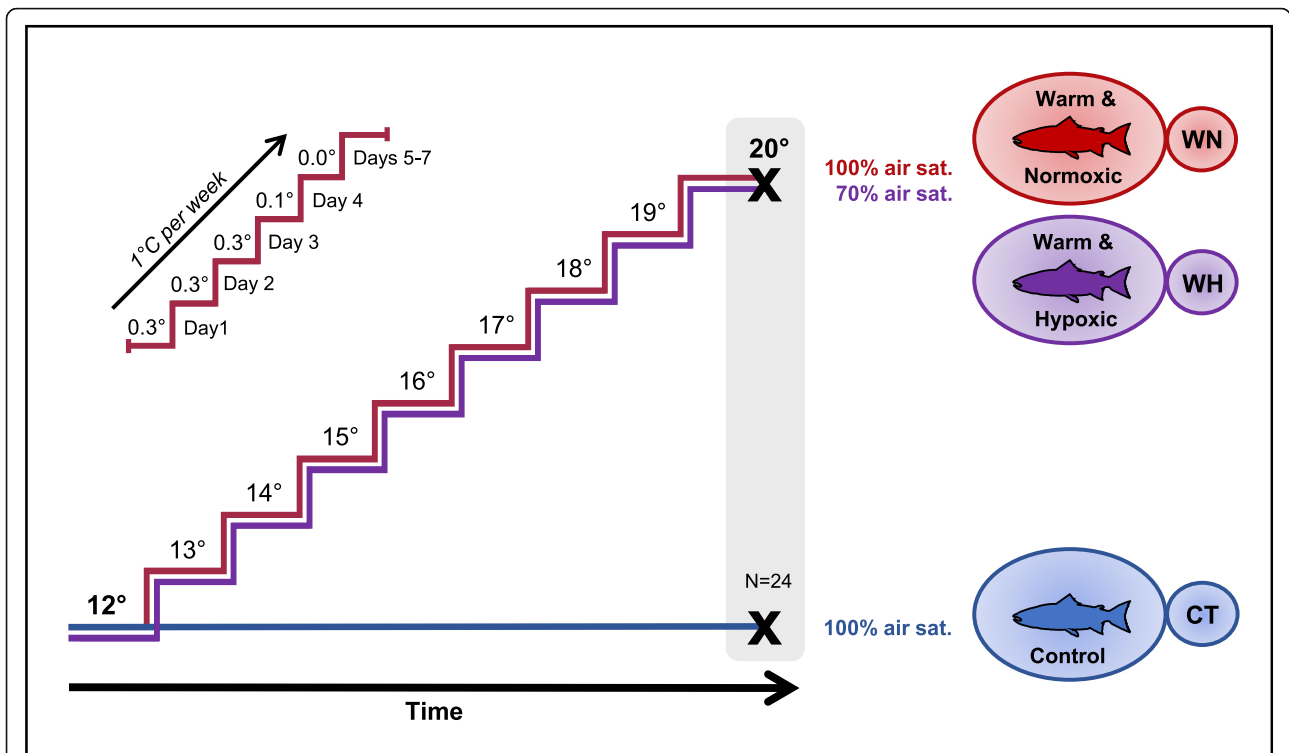 1°C per week
0.3°
Day1
0.3°
Day 2
0.3°
Day 3
0.1°
Day 4
0.0°
Days 5-7
12°
13°
14°
15°
16°
17°
18°
19°
20°
X
100% air sat.
70% air sat.
N=24
X
100% air sat.
Time
Warm &
Normoxic
WN
Warm &
Hypoxic
WH
Control
CT